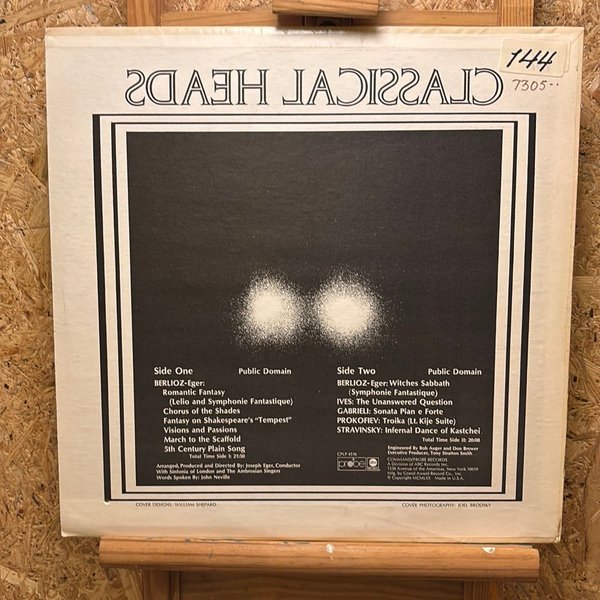 CLASSICAL HEADS
144
7305--
Side One Public Domain
BERLIOZ-Eger:
Romantic Fantasy
(Lelio and Symphonie Fantastique)
Chorus of the Shades
Fantasy on Shakespeare's "Tempest"
Visions and Passions
March to the Scaffold
5th Century Plain Song
Total Time Side I: 21:50
Arranged, Produced and Directed By: Joseph Eger, Conductor
With Sinfonia of London and The Ambrosian Singers
Words Spoken By: John Neville
Side Two Public Domain
BERLIOZ-Eger: Witches Sabbath
(Symphonie Fantastique)
IVES: The Unanswered Question
GABRIELI: Sonata Pian e Forte
PROKOFIEV: Troika (Lt. Kije Suite)
STRAVINSKY: Infernal Dance of Kastchei
Total Time Side II: 20:00
Engineered By Bob Auger and Don Brewer
Executive Producer, Tony Stratton Smith
CPLP 4516
probe
COMMAND/PROBE RECORDS
A Division of ABC Records Inc.
1330 Avenue of the Americas, New York 10019
Mfg. by Grand Award Record Co., Inc.
© Copyright MCMLXX. Made in U.S.A.
COVER DESIGNS: WILLIAM SHEPARD
COVER PHOTOGRAPHY: JOEL BRODSKY